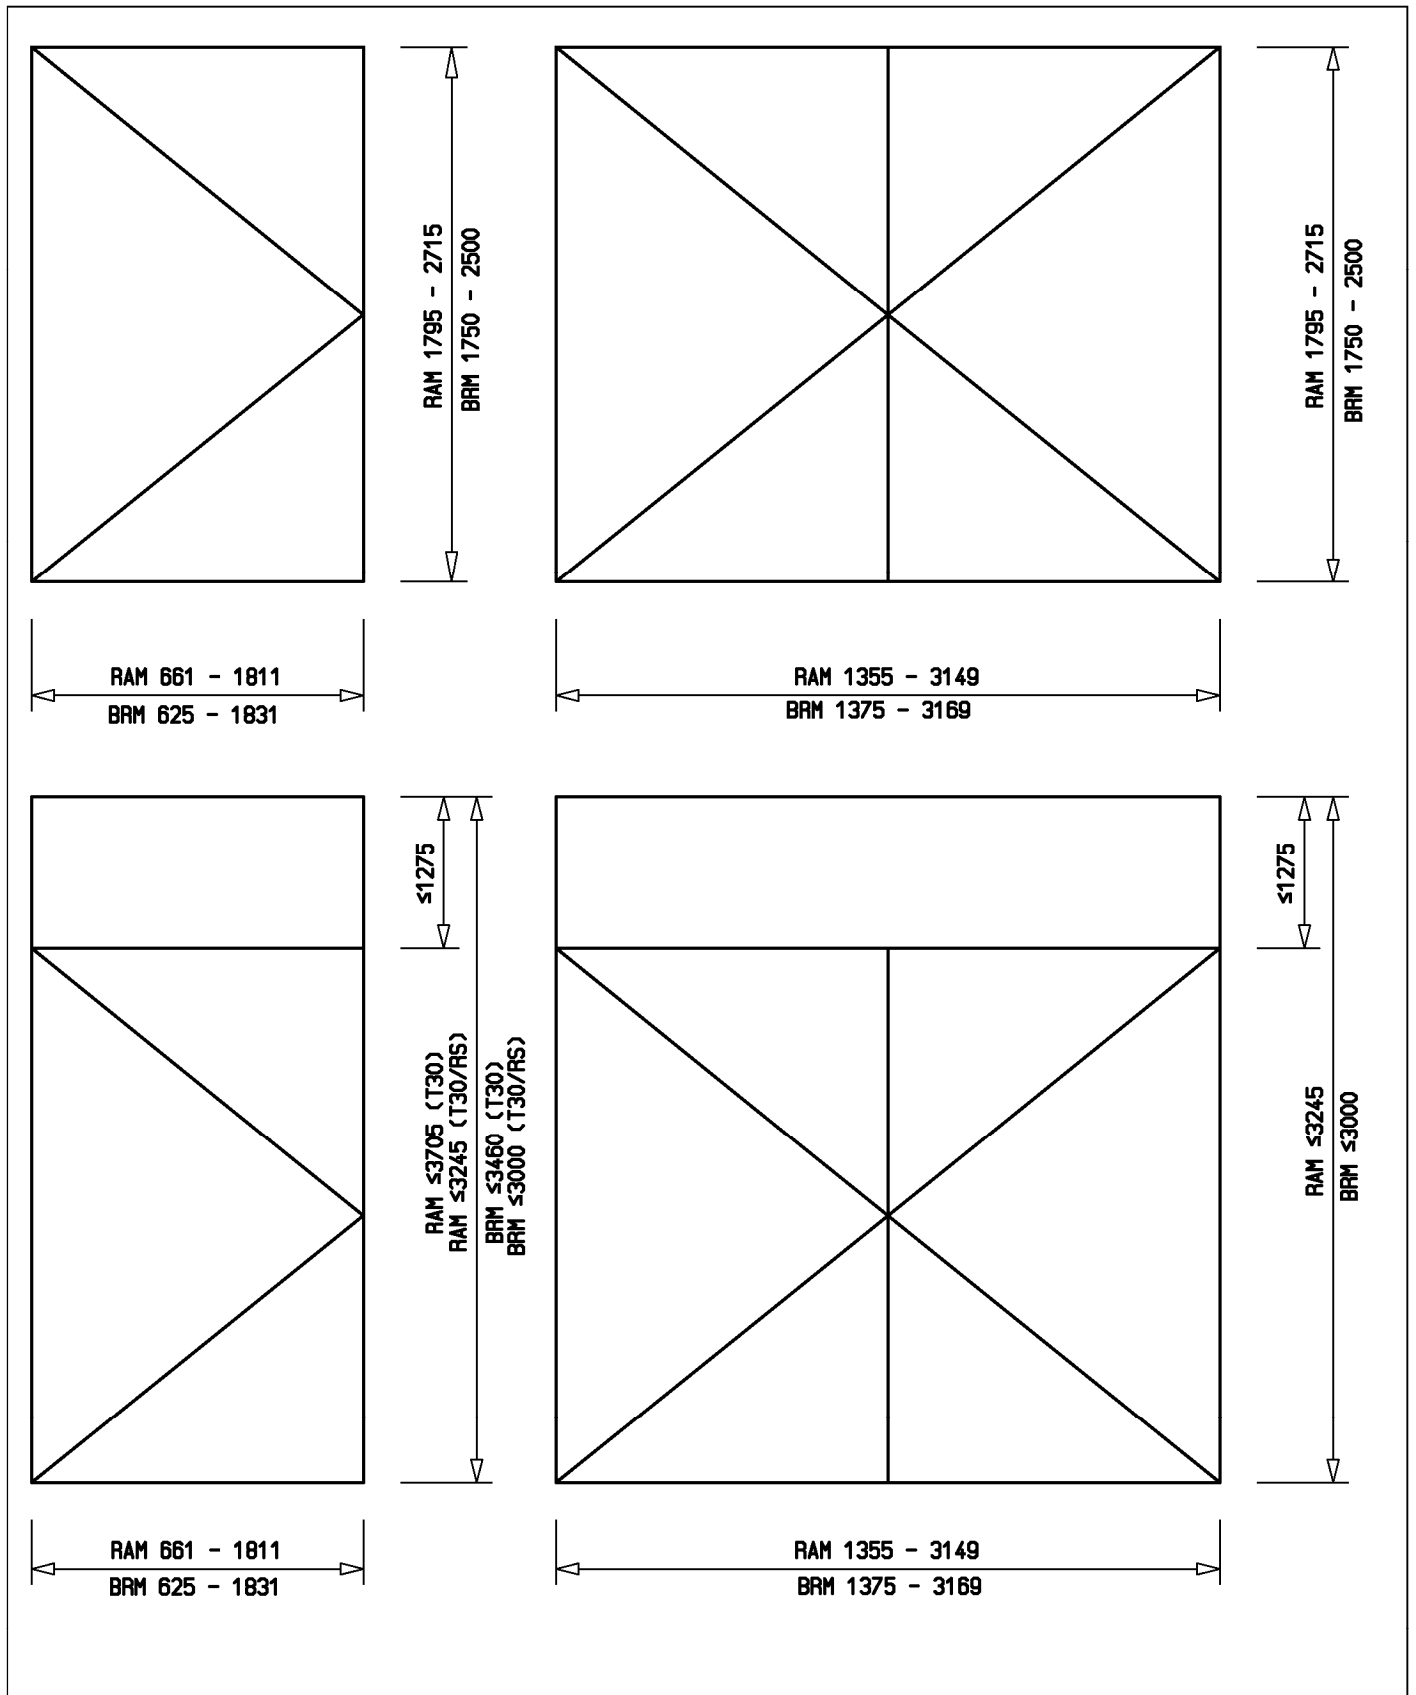 RAM 1795 - 2715
BRM 1750 - 2500
RAM 1795 - 2715
BRM 1750 - 2500
RAM 661 - 1811
BRM 625 - 1831
RAM 1355 - 3149
BRM 1375 - 3169
≤1275
RAM ≤3705 (T30)
RAM ≤3245 (T30/RS)
BRM ≤3460 (T30)
BRM ≤3000 (T30/RS)
≤1275
RAM ≤3245
BRM ≤3000
RAM 661 - 1811
BRM 625 - 1831
RAM 1355 - 3149
BRM 1375 - 3169